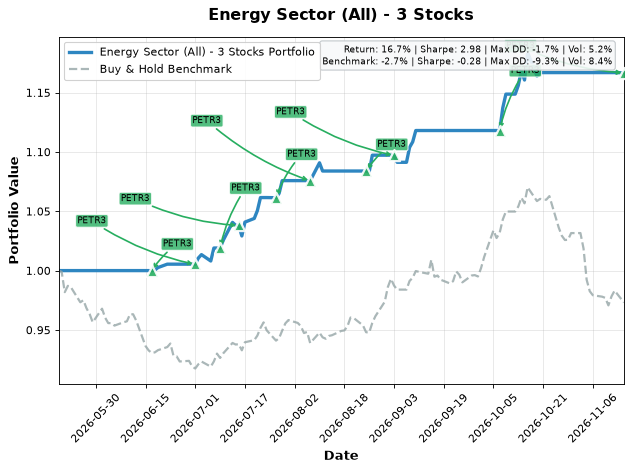 Energy Sector (All) - 3 Stocks
Energy Sector (All) - 3 Stocks Portfolio
Buy & Hold Benchmark
Return: 16.7% | Sharpe: 2.98 | Max DD: -1.7% | Vol: 5.2%
Benchmark: -2.7% | Sharpe: -0.28 | Max DD: -9.3% | Vol: 8.4%
PETR3
PETR3
PETR3
PETR3
PETR3
PETR3
PETR3
PETR3
PETR3
Portfolio Value
1.15
1.10
1.05
1.00
0.95
2026-05-30
2026-06-15
2026-07-01
2026-07-17
2026-08-02
2026-08-18
2026-09-03
2026-09-19
2026-10-05
2026-10-21
2026-11-06
Date